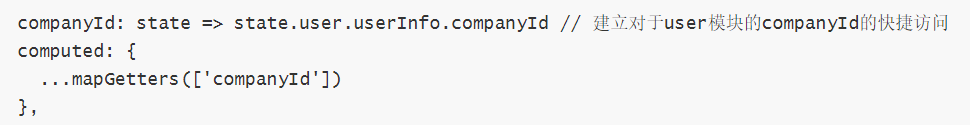 companyId: state => state.user.userInfo.companyId // 建立对于user模块的companyId的快捷访问
computed: {
  ...mapGetters(['companyId'])
},